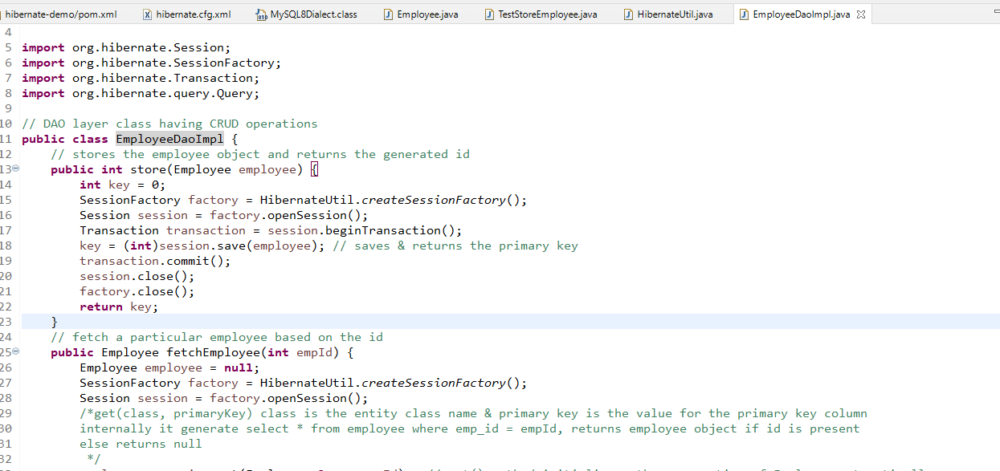 hibernate-demo/pom.xml hibernate.cfg.xml MySQL8Dialect.class Employee.java TestStoreEmployee.java HibernateUtil.java EmployeeDaoImpl.java
4
5 import org.hibernate.Session;
6 import org.hibernate.SessionFactory;
7 import org.hibernate.Transaction;
8 import org.hibernate.query.Query;
9
10 // DAO layer class having CRUD operations
11 public class EmployeeDaoImpl {
12 // stores the employee object and returns the generated id
13 public int store(Employee employee) {
14 int key = 0;
15 SessionFactory factory = HibernateUtil.createSessionFactory();
16 Session session = factory.openSession();
17 Transaction transaction = session.beginTransaction();
18 key = (int)session.save(employee); // saves & returns the primary key
19 transaction.commit();
20 session.close();
21 factory.close();
22 return key;
23 }
24 // fetch a particular employee based on the id
25 public Employee fetchEmployee(int empId) {
26 Employee employee = null;
27 SessionFactory factory = HibernateUtil.createSessionFactory();
28 Session session = factory.openSession();
29 /*get(class, primaryKey) class is the entity class name & primary key is the value for the primary key column
30 internally it generate select * from employee where emp_id = empId, returns employee object if id is present
31 else returns null
32 */